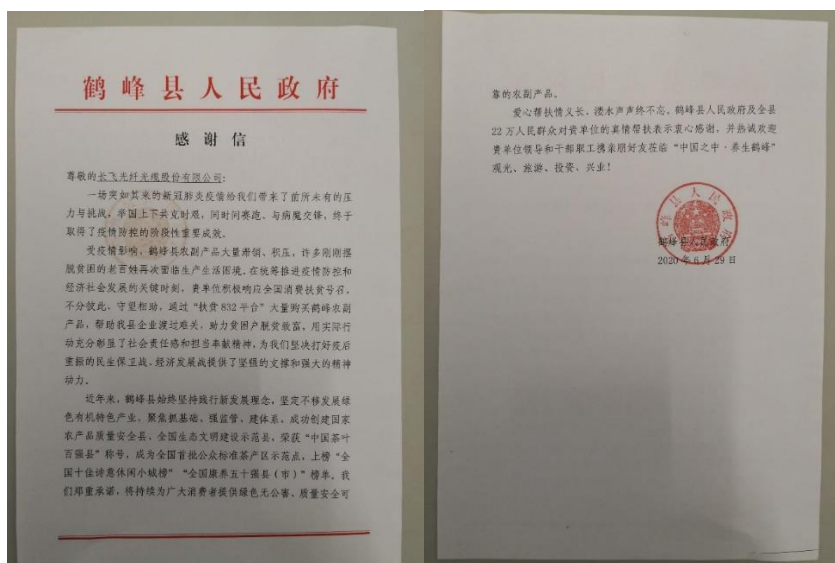 鹤峰县人民政府
感谢信
尊敬的长飞光纤光缆股份有限公司:
一场突如其来的新冠肺炎疫情给我们带来了前所未有的压
力与挑战，举国上下共克时艰，同时间赛跑、与病魔交锋，终于
取得了疫情防控的阶段性重要成效。
受疫情影响，鹤峰县农副产品大量滞销、积压，许多刚刚摆
脱贫困的老百姓再次面临生产生活困境。在统筹推进疫情防控和
经济社会发展的关键时刻，贵单位积极响应全国消费扶贫号召，
不分彼此、守望相助，通过“扶贫832平台”大量购买鹤峰农副
产品，帮助我县企业渡过难关，助力贫困户脱贫致富，用实际行
动充分彰显了社会责任感和担当奉献精神，为我们坚决打好疫后
重振的民生保卫战、经济发展战提供了坚强的支撑和强大的精神
动力。
近年来，鹤峰县始终坚持践行新发展理念，坚定不移发展绿
色有机特色产业，聚焦抓基础、强监管、建体系，成功创建国家
农产品质量安全县、全国生态文明建设示范县，荣获“中国茶叶
百强县”称号，成为全国首批公众标准茶产区示范点，上榜“全
国十佳诗意休闲小城榜”“全国康养五十强县（市）”榜单。我
们郑重承诺，将持续为广大消费者提供绿色无公害、质量安全可
靠的农副产品。
爱心帮扶情义长，溇水声声终不忘。鹤峰县人民政府及全县
22万人民群众对贵单位的真情帮扶表示衷心感谢，并热诚欢迎
贵单位领导和干部职工携亲朋好友莅临“中国之中·养生鹤峰”
观光、旅游、投资、兴业！
鹤峰县人民政府
鹤峰县人民政府
2020年6月29日